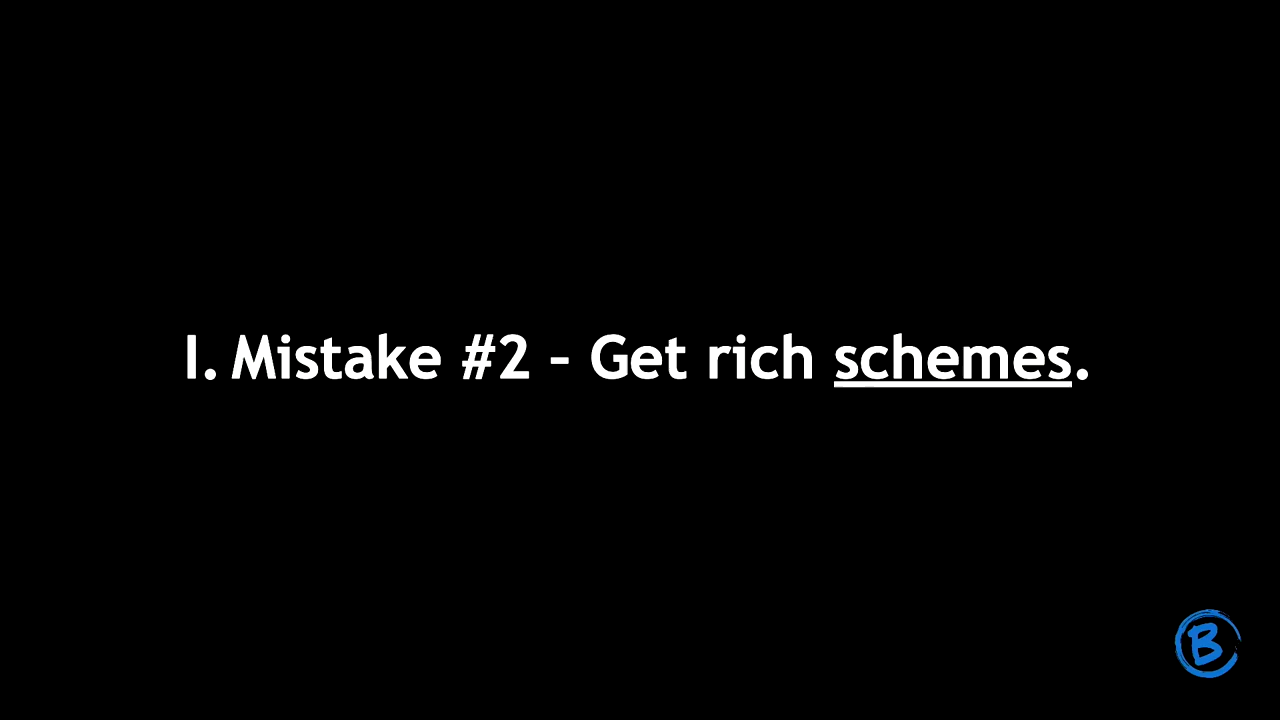 I. Mistake #2 – Get rich schemes.
B